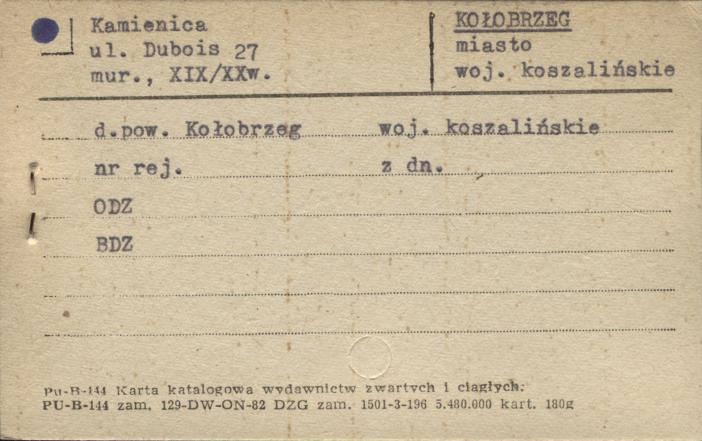 Kamienica
ul. Dubois 27
mur., XIX/XXw.
KOŁOBRZEG
miasto
woj. koszalińskie
d.pow. Kołobrzeg woj. koszalińskie
nr rej. z dn.
ODZ
BDZ
PU-B-144 Karta katalogowa wydawnictw zwartych i ciągłych.
PU-B-144 zam. 129-DW-ON-82 DZG zam. 1501-3-196 5.480.000 kart. 180g